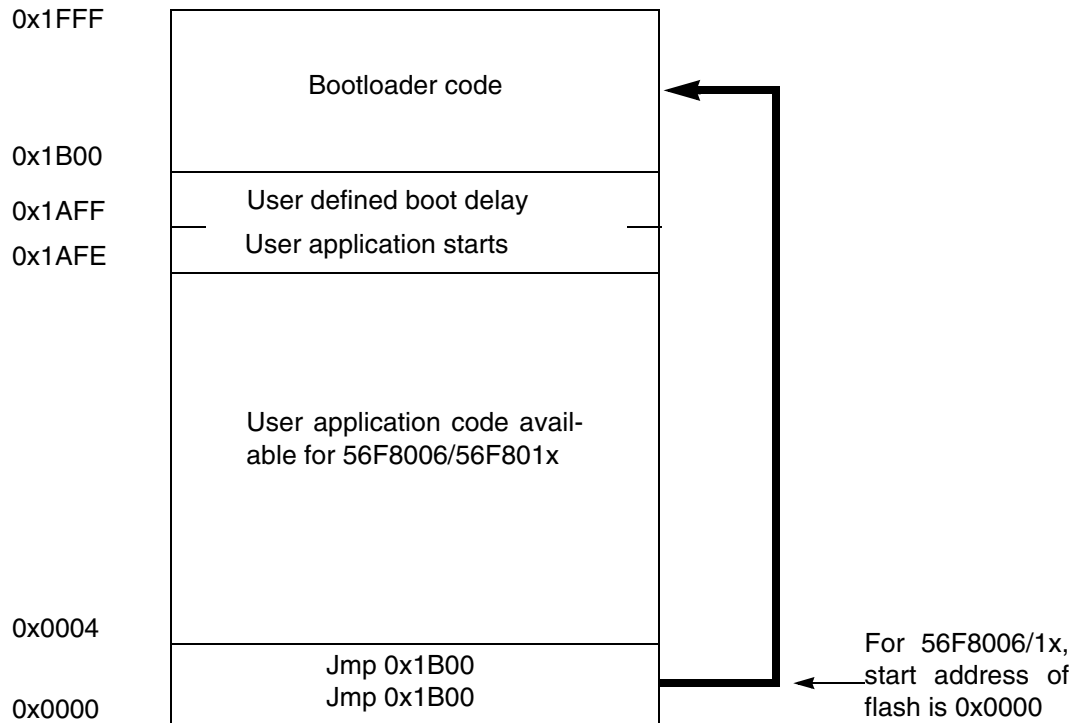 0x1FFF
Bootloader code
0x1B00
User defined boot delay
0x1AFF
User application starts
0x1AFE
User application code avail-
able for 56F8006/56F801x
0x0004
Jmp 0x1B00
Jmp 0x1B00
0x0000
For 56F8006/1x,
start address of
flash is 0x0000